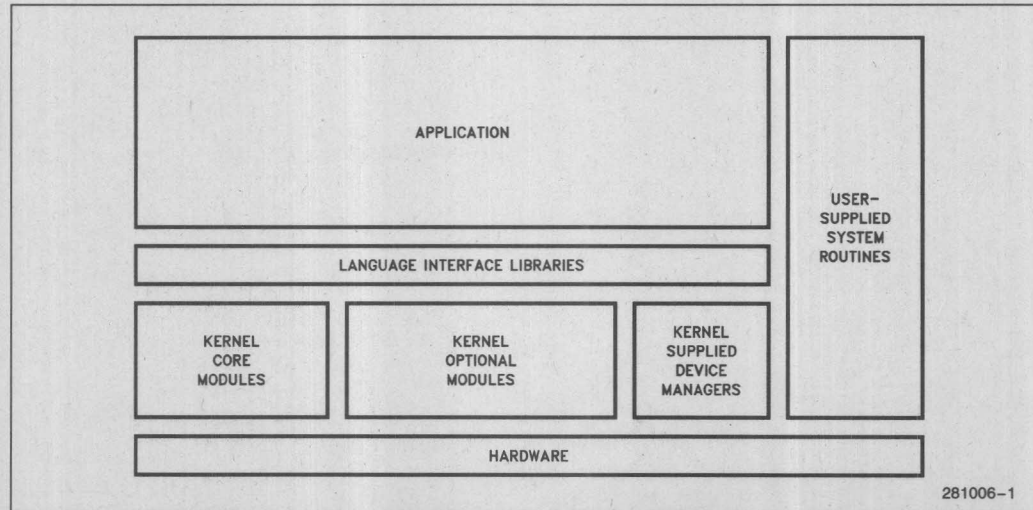 APPLICATION
USER-
SUPPLIED
SYSTEM
ROUTINES
LANGUAGE INTERFACE LIBRARIES
KERNEL
CORE
MODULES
KERNEL
OPTIONAL
MODULES
KERNEL
SUPPLIED
DEVICE
MANAGERS
HARDWARE
281006-1